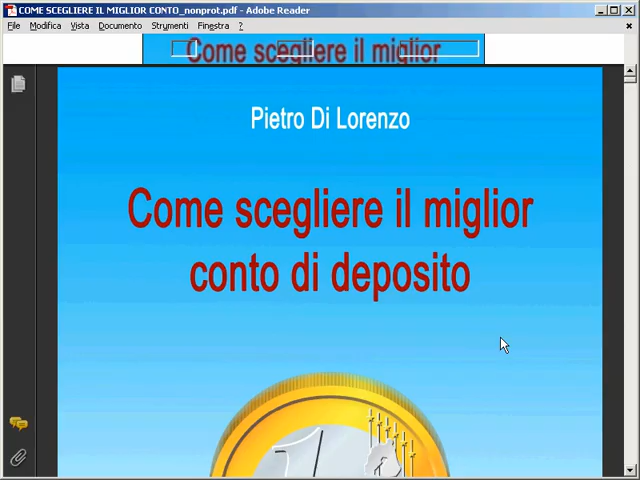 COME SCEGLIERE IL MIGLIOR CONTO_nonprot.pdf - Adobe Reader
File Modifica Vista Documento Strumenti Finestra ?
Come scegliere il miglior
Pietro Di Lorenzo
Come scegliere il miglior
conto di deposito
1